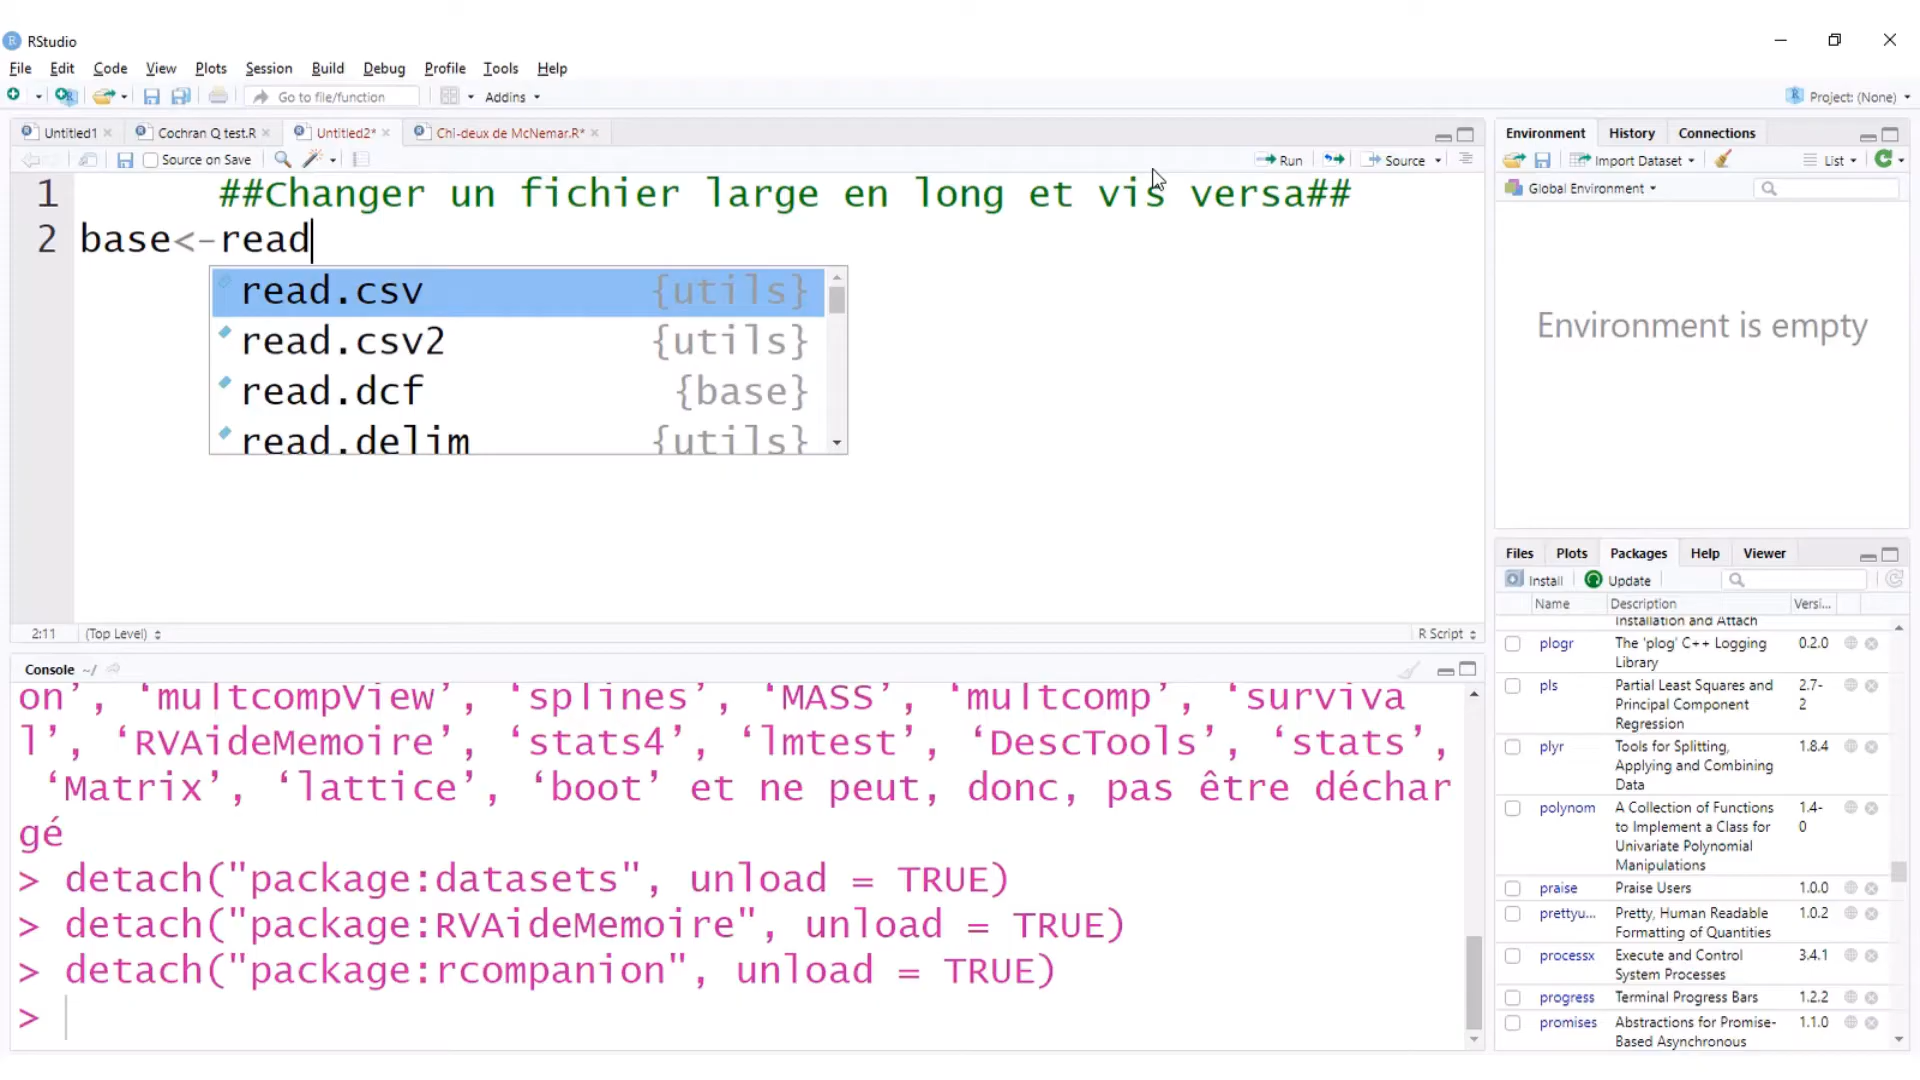 RStudio
File Edit Code View Plots Session Build Debug Profile Tools Help
Go to file/function Addins Project: (None)
Untitled1 Cochran Q test.R Untitled2* Chi-deux de McNemar.R*
Source on Save Run Source
1 ##Changer un fichier large en long et vis versa##
2 base<-read
read.csv {utils}
read.csv2 {utils}
read.dcf {base}
read.delim {utils}
2:11 (Top Level) R Script
Console ~/
on’, ‘multcompView’, ‘splines’, ‘MASS’, ‘multcomp’, ‘surviva
l’, ‘RVAideMemoire’, ‘stats4’, ‘lmtest’, ‘DescTools’, ‘stats’,
‘Matrix’, ‘lattice’, ‘boot’ et ne peut, donc, pas être déchar
gé
> detach("package:datasets", unload = TRUE)
> detach("package:RVAideMemoire", unload = TRUE)
> detach("package:rcompanion", unload = TRUE)
>
Environment History Connections
Import Dataset List
Global Environment
Environment is empty
Files Plots Packages Help Viewer
Install Update
Name Description Versi...
Installation and Attach
plogr The 'plog' C++ Logging 0.2.0
Library
pls Partial Least Squares and 2.7-
Principal Component 2
Regression
plyr Tools for Splitting, 1.8.4
Applying and Combining
Data
polynom A Collection of Functions 1.4-
to Implement a Class for 0
Univariate Polynomial
Manipulations
praise Praise Users 1.0.0
prettyu... Pretty, Human Readable 1.0.2
Formatting of Quantities
processx Execute and Control 3.4.1
System Processes
progress Terminal Progress Bars 1.2.2
promises Abstractions for Promise- 1.1.0
Based Asynchronous